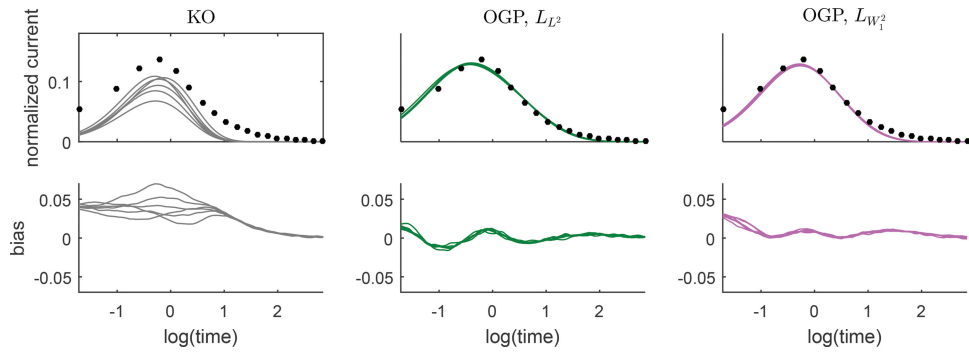 KO
OGP, L_{L^2}
OGP, L_{W_1^2}
normalized current
0.1
0
bias
0.05
0
-0.05
-1 0 1 2
-1 0 1 2
-1 0 1 2
log(time)
log(time)
log(time)